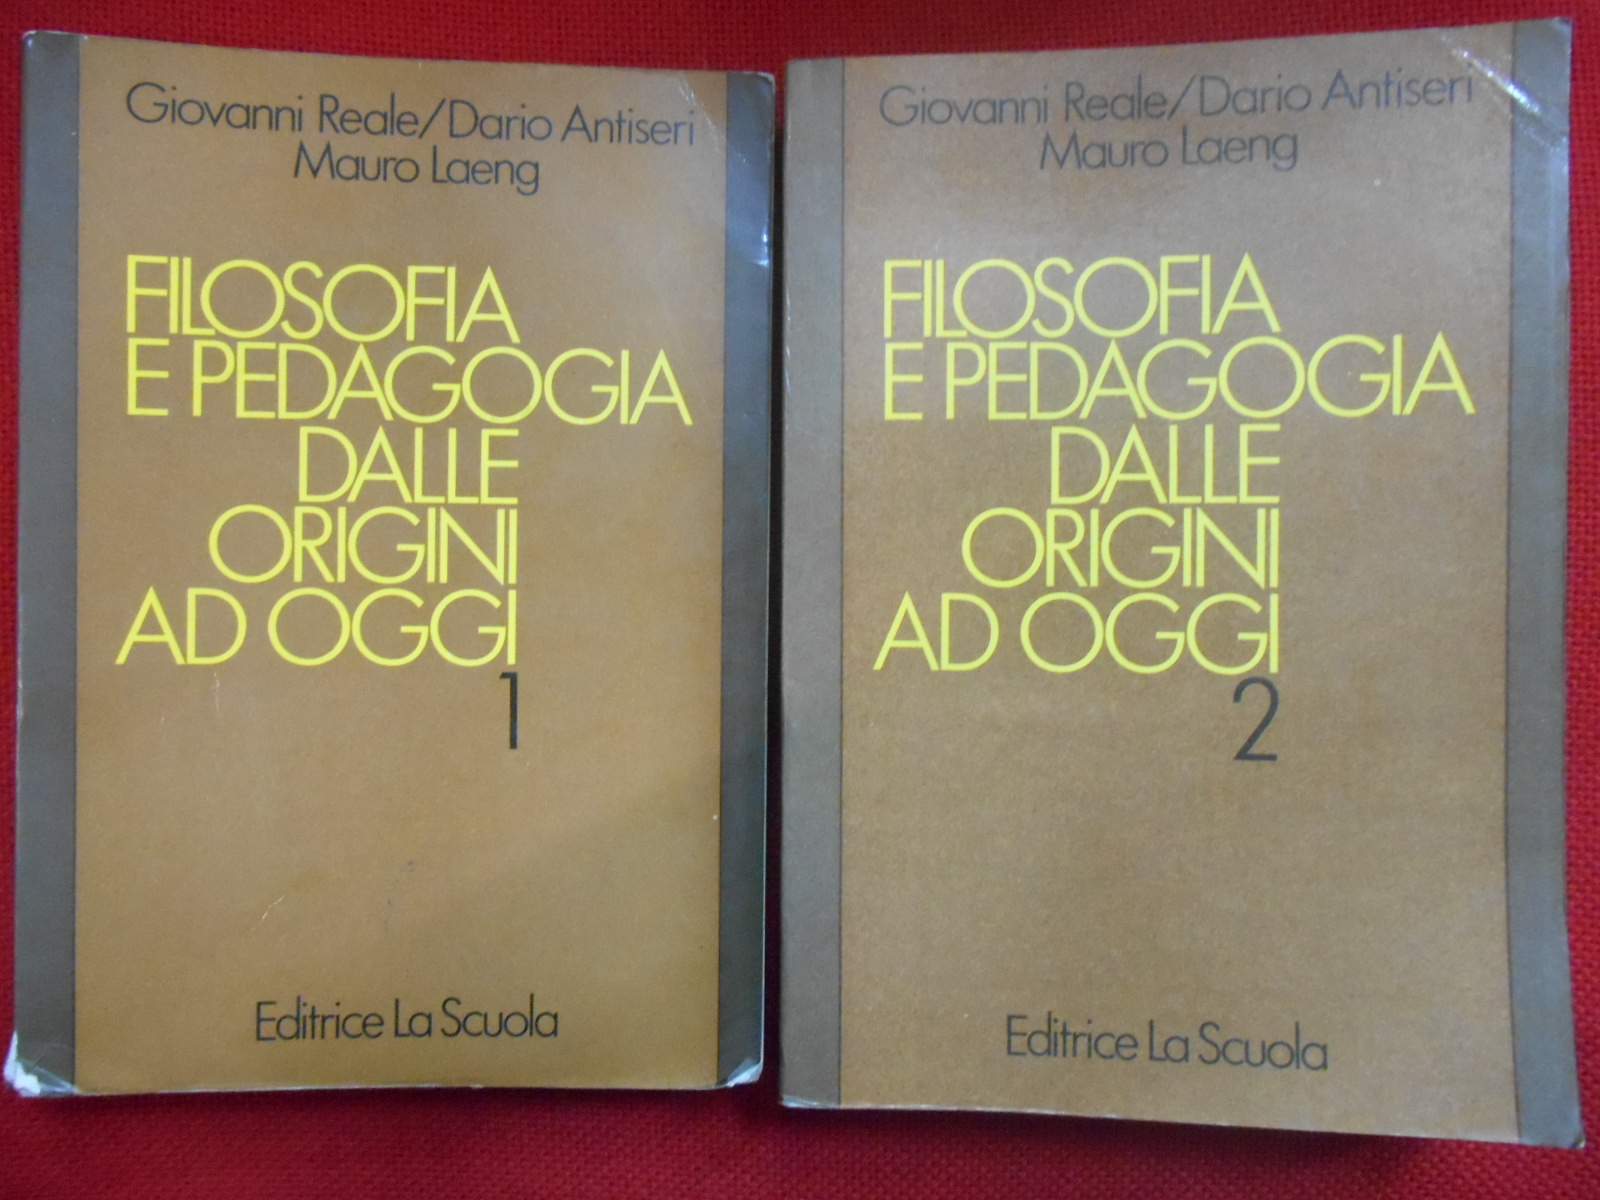 Giovanni Reale/Dario Antiseri
Mauro Laeng
FILOSOFIA
E PEDAGOGIA
DALLE
ORIGINI
AD OGGI
1
Editrice La Scuola
Giovanni Reale/Dario Antiseri
Mauro Laeng
FILOSOFIA
E PEDAGOGIA
DALLE
ORIGINI
AD OGGI
2
Editrice La Scuola